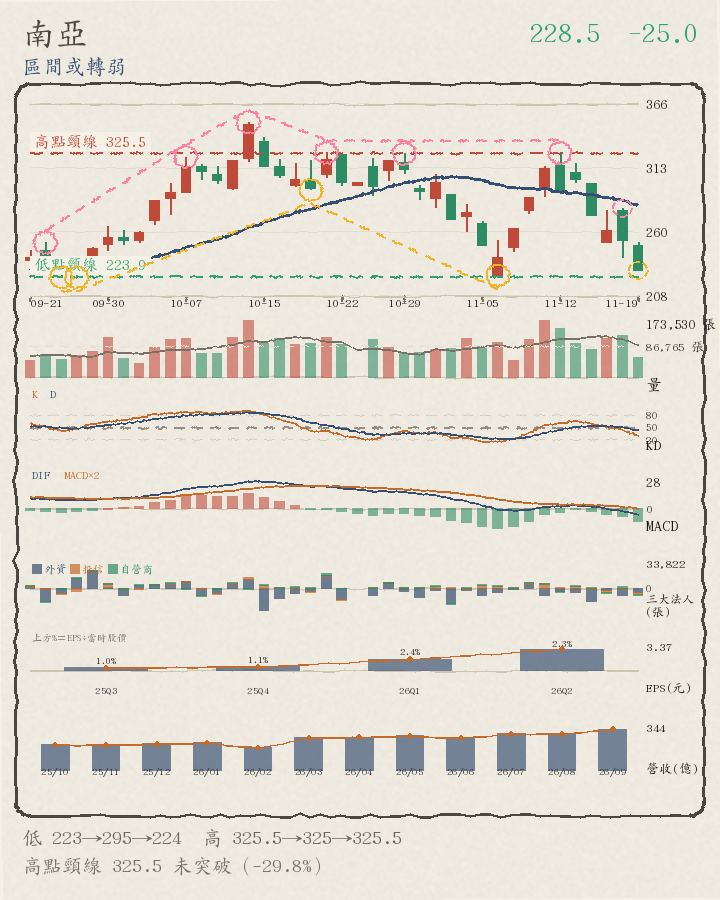 南亞
228.5 -25.0
區間或轉弱
366
高點頸線 325.5
313
260
低點頸線 223.9
208
09-21 09-30 10-07 10-15 10-22 10-29 11-05 11-12 11-19
173,530 張
86,765 張
量
K D
80
50
20
KD
DIF MACD×2
28
0
MACD
外資 投信 自營商
33,822
0
三大法人
(張)
上方%=EPS÷當時股價
3.37
1.0% 1.1% 2.4% 2.3%
25Q3 25Q4 26Q1 26Q2
EPS(元)
344
營收(億)
25/10 25/11 25/12 26/01 26/02 26/03 26/04 26/05 26/06 26/07 26/08 26/09
低 223→295→224 高 325.5→325→325.5
高點頸線 325.5 未突破 (-29.8%)